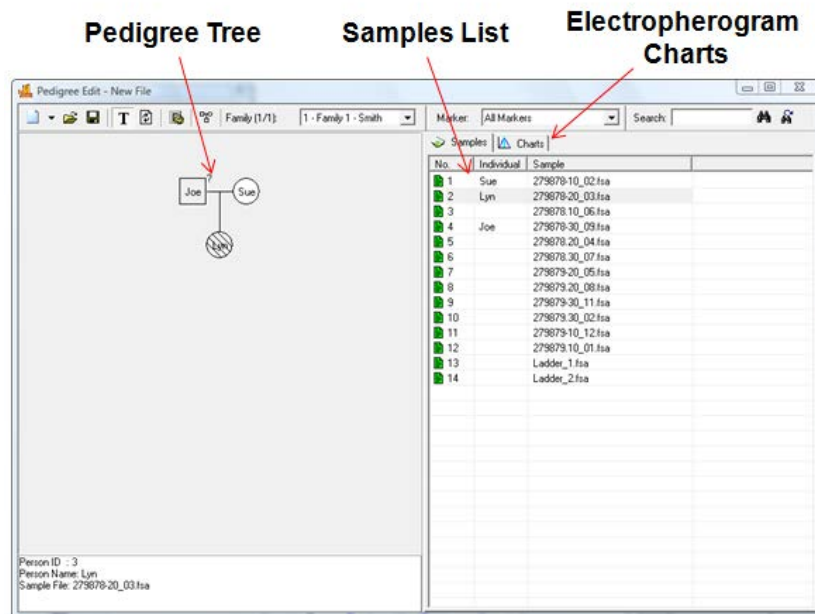 Pedigree Tree Samples List Electropherogram Charts
Pedigree Edit - New File
T Family (1/1): 1 - Family 1 - Smith Marker: All Markers Search:
Samples Charts
No. Individual Sample
1 Sue 279878-10_02.fsa
2 Lyn 279878-20_03.fsa
3 279878.10_06.fsa
4 Joe 279878-30_09.fsa
5 279878.20_04.fsa
6 279878.30_07.fsa
7 279879-20_05.fsa
8 279879.20_08.fsa
9 279879-30_11.fsa
10 279879.30_02.fsa
11 279879-10_12.fsa
12 279879.10_01.fsa
13 Ladder_1.fsa
14 Ladder_2.fsa
?
Joe Sue
Lyn
Person ID : 3
Person Name: Lyn
Sample File: 279878-20_03.fsa